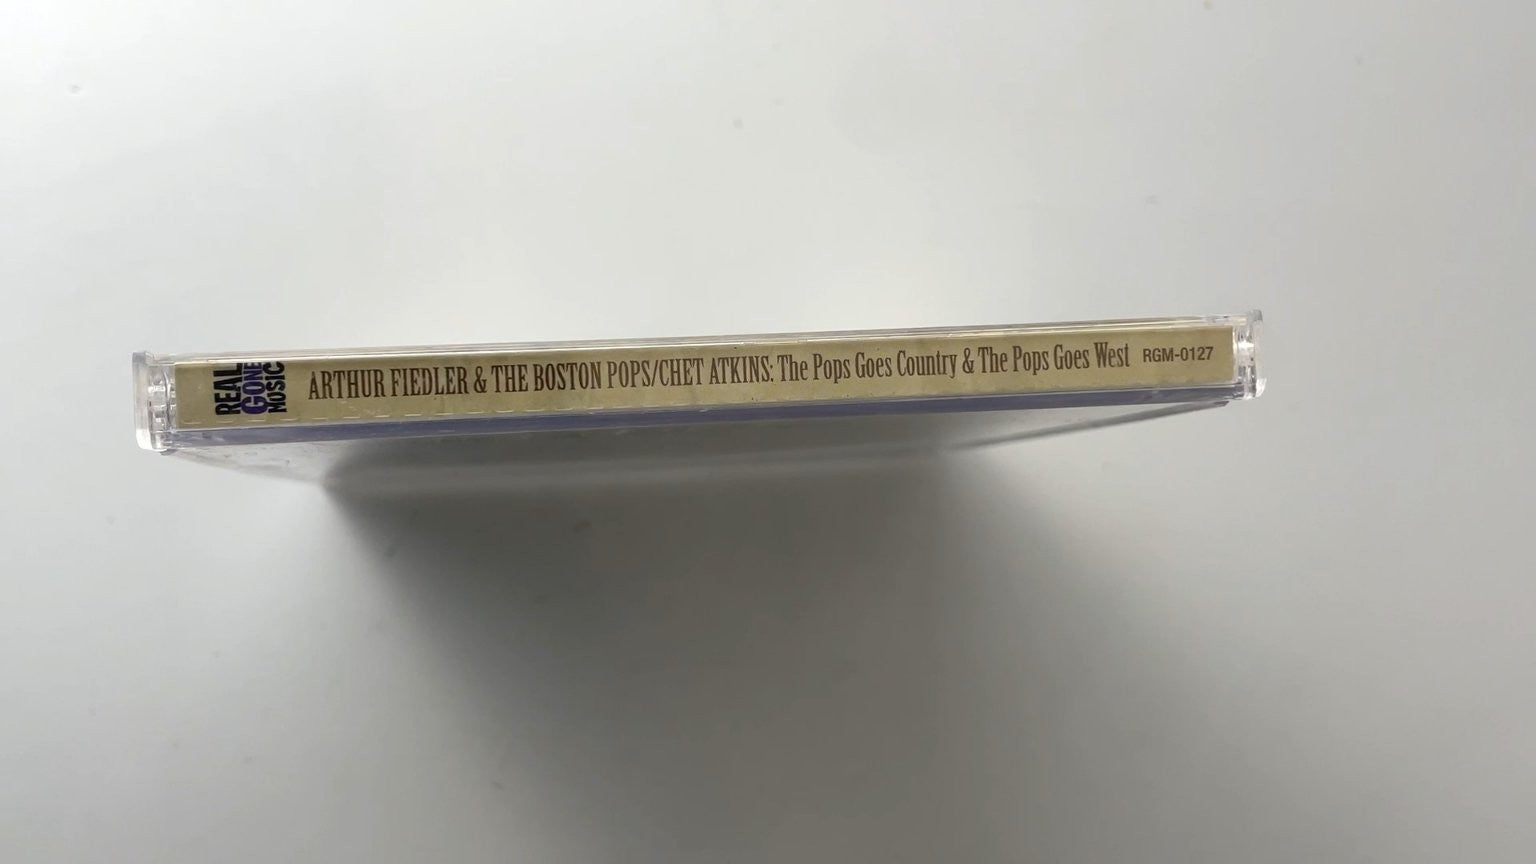 REAL
GONE
MUSIC
ARTHUR FIEDLER & THE BOSTON POPS/CHET ATKINS: The Pops Goes Country & The Pops Goes West RGM-0127